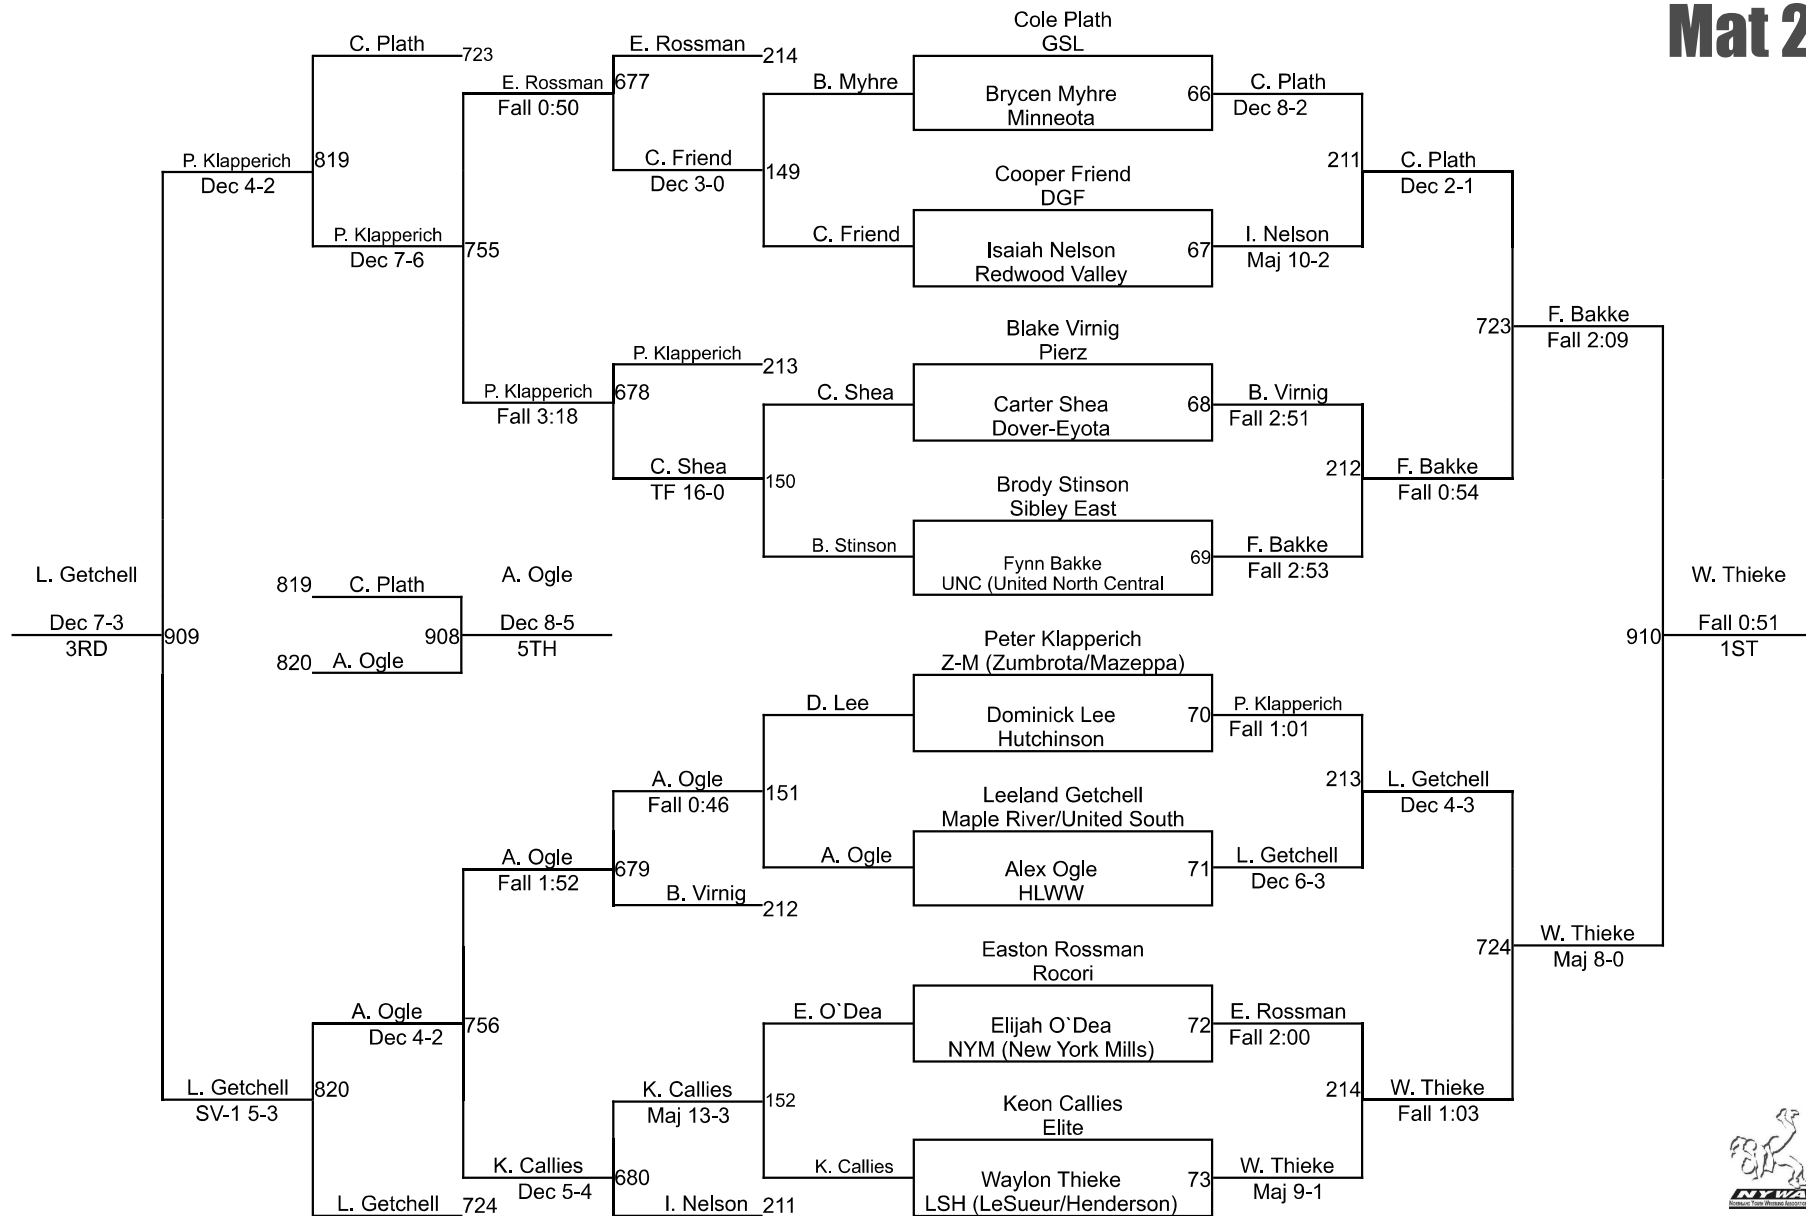 Mat 2
Cole Plath
GSL
C. Plath
723
E. Rossman
214
E. Rossman
677
Fall 0:50
B. Myhre
Brycen Myhre
66
Minneota
C. Plath
Dec 8-2
P. Klapperich
819
Dec 4-2
C. Friend
149
Dec 3-0
Cooper Friend
DGF
211
C. Plath
Dec 2-1
P. Klapperich
755
Dec 7-6
C. Friend
Isaiah Nelson
67
Redwood Valley
I. Nelson
Maj 10-2
Blake Virnig
Pierz
723
F. Bakke
Fall 2:09
P. Klapperich
213
P. Klapperich
678
Fall 3:18
C. Shea
Carter Shea
68
Dover-Eyota
B. Virnig
Fall 2:51
C. Shea
150
TF 16-0
Brody Stinson
Sibley East
212
F. Bakke
Fall 0:54
B. Stinson
Fynn Bakke
69
UNC (United North Central
F. Bakke
Fall 2:53
L. Getchell
Dec 7-3
909
3RD
819
C. Plath
820
A. Ogle
908
A. Ogle
Dec 8-5
5TH
W. Thieke
910
Fall 0:51
1ST
Peter Klapperich
Z-M (Zumbrota/Mazeppa)
D. Lee
Dominick Lee
70
Hutchinson
P. Klapperich
Fall 1:01
A. Ogle
151
Fall 0:46
Leeland Getchell
Maple River/United South
213
L. Getchell
Dec 4-3
A. Ogle
679
Fall 1:52
A. Ogle
Alex Ogle
71
HLWW
L. Getchell
Dec 6-3
B. Virnig
212
Easton Rossman
Rocori
724
W. Thieke
Maj 8-0
A. Ogle
756
Dec 4-2
E. O`Dea
Elijah O`Dea
72
NYM (New York Mills)
E. Rossman
Fall 2:00
L. Getchell
820
SV-1 5-3
K. Callies
152
Maj 13-3
Keon Callies
Elite
214
W. Thieke
Fall 1:03
K. Callies
680
Dec 5-4
K. Callies
Waylon Thieke
73
LSH (LeSueur/Henderson)
W. Thieke
Maj 9-1
L. Getchell
724
I. Nelson
211
NYWA